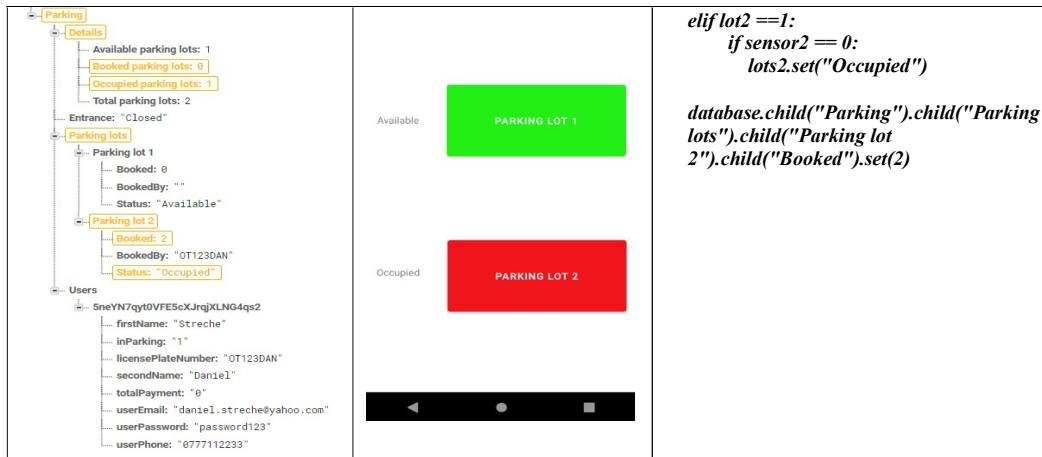 Parking
Details
Available parking lots: 1
Booked parking lots: 0
Occupied parking lots: 1
Total parking lots: 2
Entrance: "Closed"
Parking lots
Parking lot 1
Booked: 0
BookedBy: ""
Status: "Available"
Parking lot 2
Booked: 2
BookedBy: "OT123DAN"
Status: "Occupied"
Users
5neYN7qyt0VFE5cXJrqjXLNG4qs2
firstName: "Streche"
inParking: "1"
licensePlateNumber: "OT123DAN"
secondName: "Daniel"
totalPayment: "0"
userEmail: "daniel.streche@yahoo.com"
userPassword: "password123"
userPhone: "0777112233"
Available
PARKING LOT 1
Occupied
PARKING LOT 2
elif lot2 ==1:
if sensor2 == 0:
lots2.set("Occupied")
database.child("Parking").child("Parking
lots").child("Parking lot
2").child("Booked").set(2)